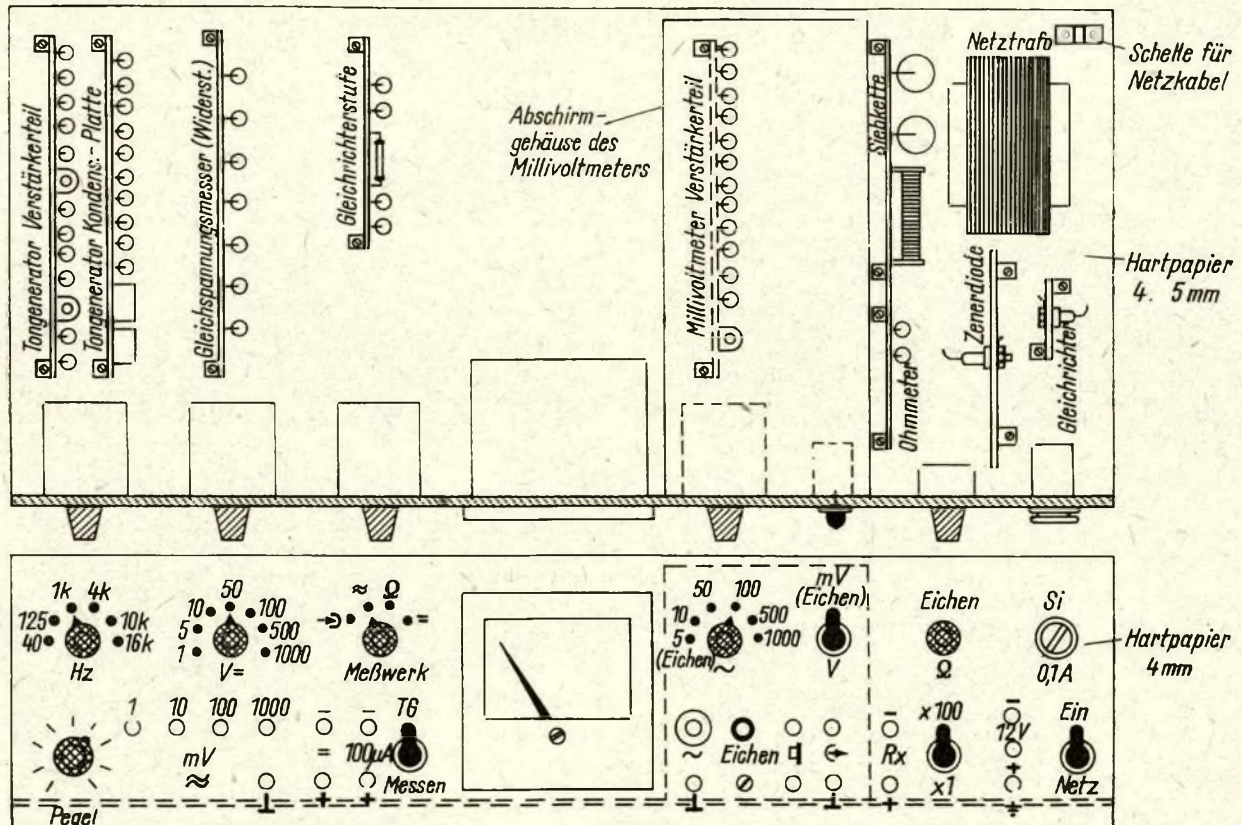 Tongenerator Verstärkerteil
Tongenerator Kondens.-Platte
Gleichspannungsmesser (Widerst.)
Gleichrichterstufe
Abschirm-
gehäuse des
Millivoltmeters
Millivoltmeter Verstärkerteil
Siebkette
Ohmmeter
Netztrafo
Zenerdiode
Gleichrichter
Schelle für
Netzkabel
Hartpapier
4. 5mm
1k 4k
125 10k
40 16k
Hz
50
10 100
5 500
1 1000
V=
≈ Ω
=
Meßwerk
50 100
10 500
5 1000
(Eichen) ~
mV
(Eichen)
V
Eichen
Ω
Si
0,1A
Hartpapier
4mm
Pegel
1 10 100 1000
mV
≈
⊥
– –
= 100µA
+ +
TG
Messen
~ Eichen
⊥ ⊥
–
Rx
+
x100
x1
–
12V
+
Ein
Netz